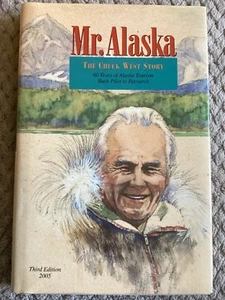 Mr. Alaska
THE CHUCK WEST STORY
60 Years of Alaska Tourism
Bush Pilot to Patriarch
Third Edition
2005